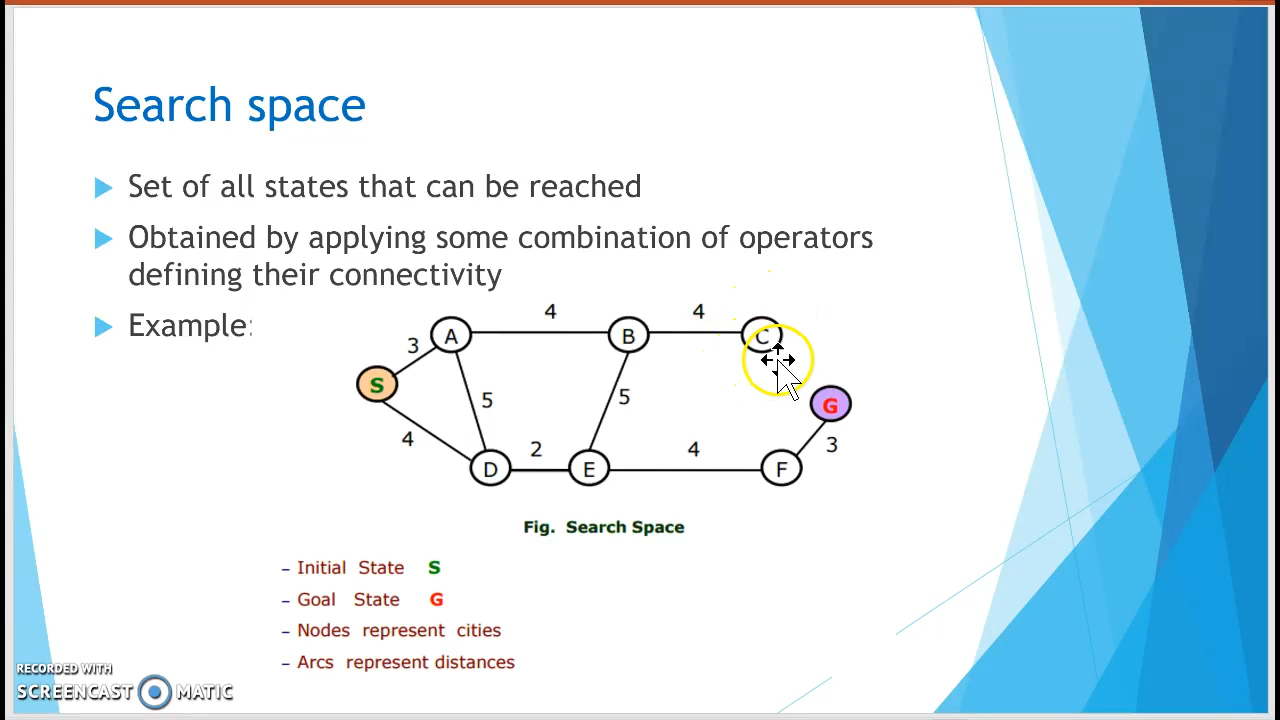 Search space
Set of all states that can be reached
Obtained by applying some combination of operators
defining their connectivity
Example:
4 4
A B C
3
S
5 5
G
4 2 4 3
D E F
Fig. Search Space
– Initial State S
– Goal State G
– Nodes represent cities
– Arcs represent distances
RECORDED WITH
SCREENCAST MATIC